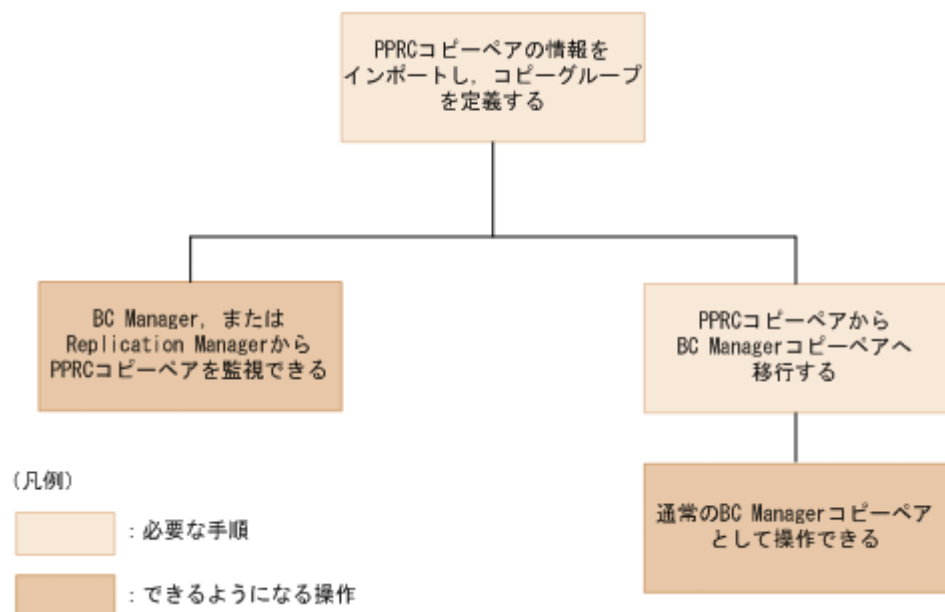 PPRCコピーペアの情報を
インポートし，コピーグループ
を定義する
BC Manager，または
Replication Managerから
PPRCコピーペアを監視できる
PPRCコピーペアから
BC Managerコピーペアへ
移行する
通常のBC Managerコピーペア
として操作できる
(凡例)
：必要な手順
：できるようになる操作